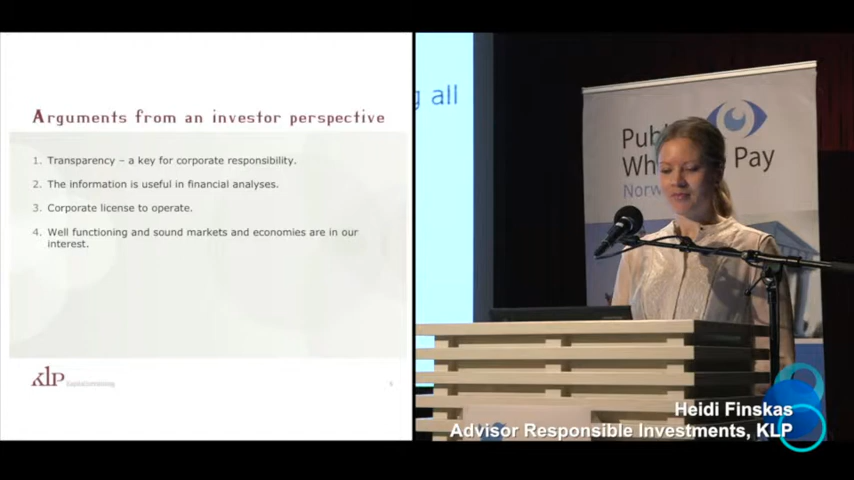 Arguments from an investor perspective
1. Transparency – a key for corporate responsibility.
2. The information is useful in financial analyses.
3. Corporate license to operate.
4. Well functioning and sound markets and economies are in our
interest.
klp
all
Pub
Wh Pay
Norw
Heidi Finskas
Advisor Responsible Investments, KLP